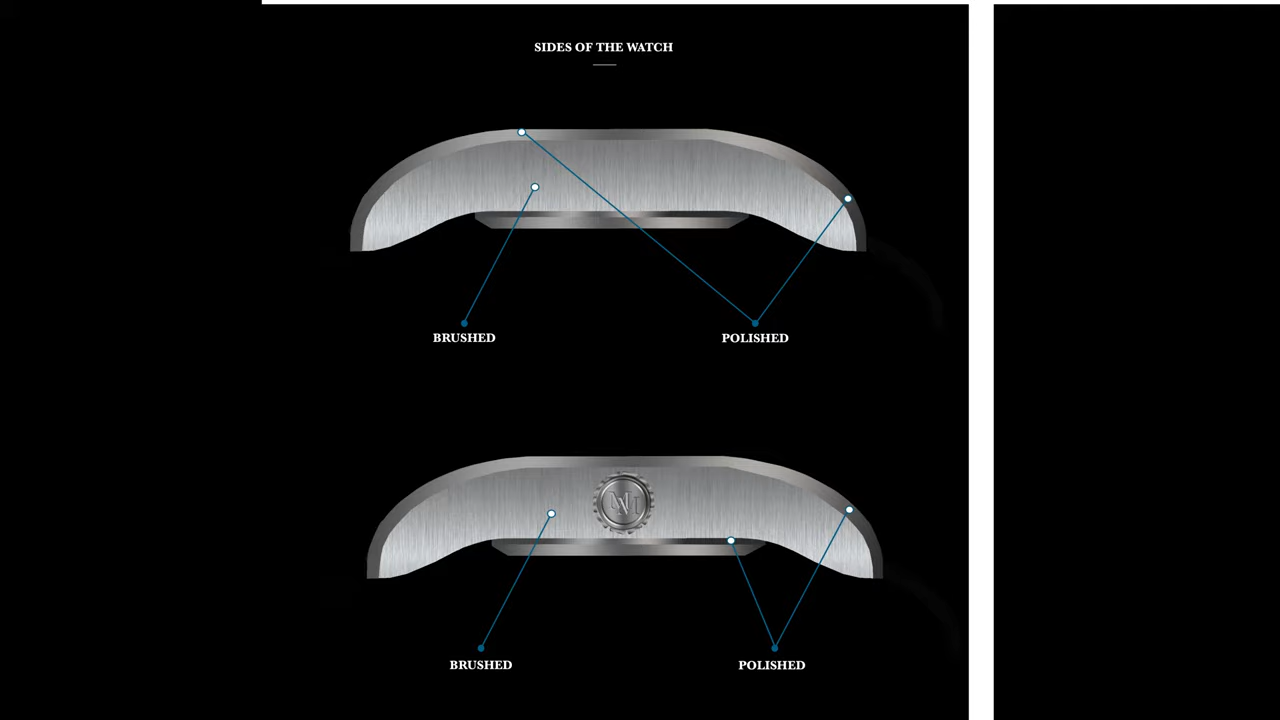 SIDES OF THE WATCH
BRUSHED
POLISHED
BRUSHED
POLISHED